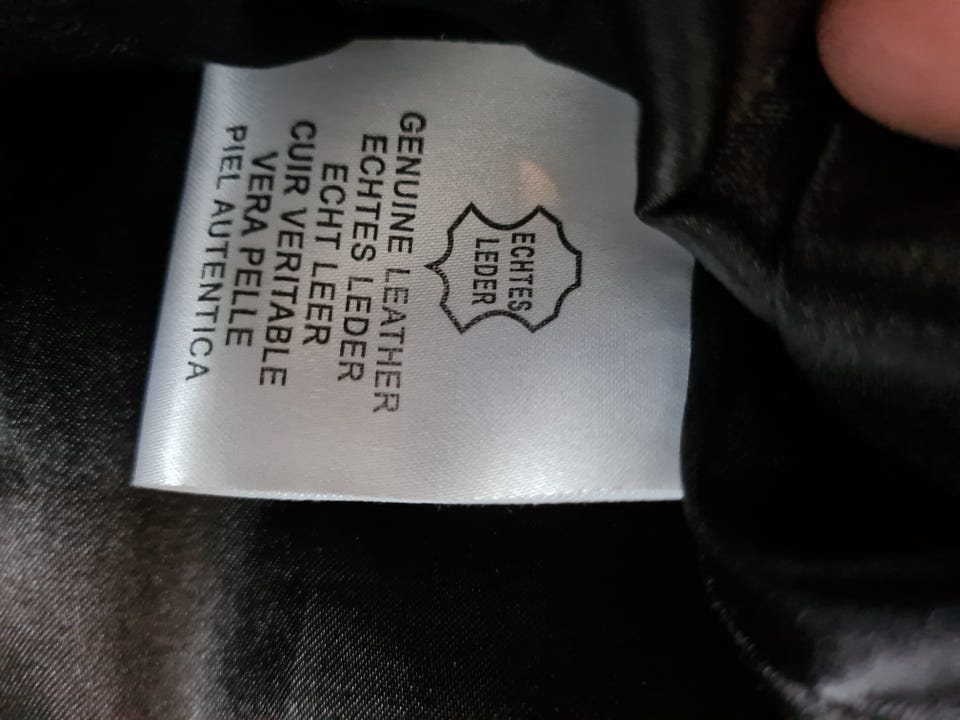 ECHTES
LEDER
GENUINE LEATHER
ECHTES LEDER
ECHT LEER
CUIR VERITABLE
VERA PELLE
PIEL AUTENTICA